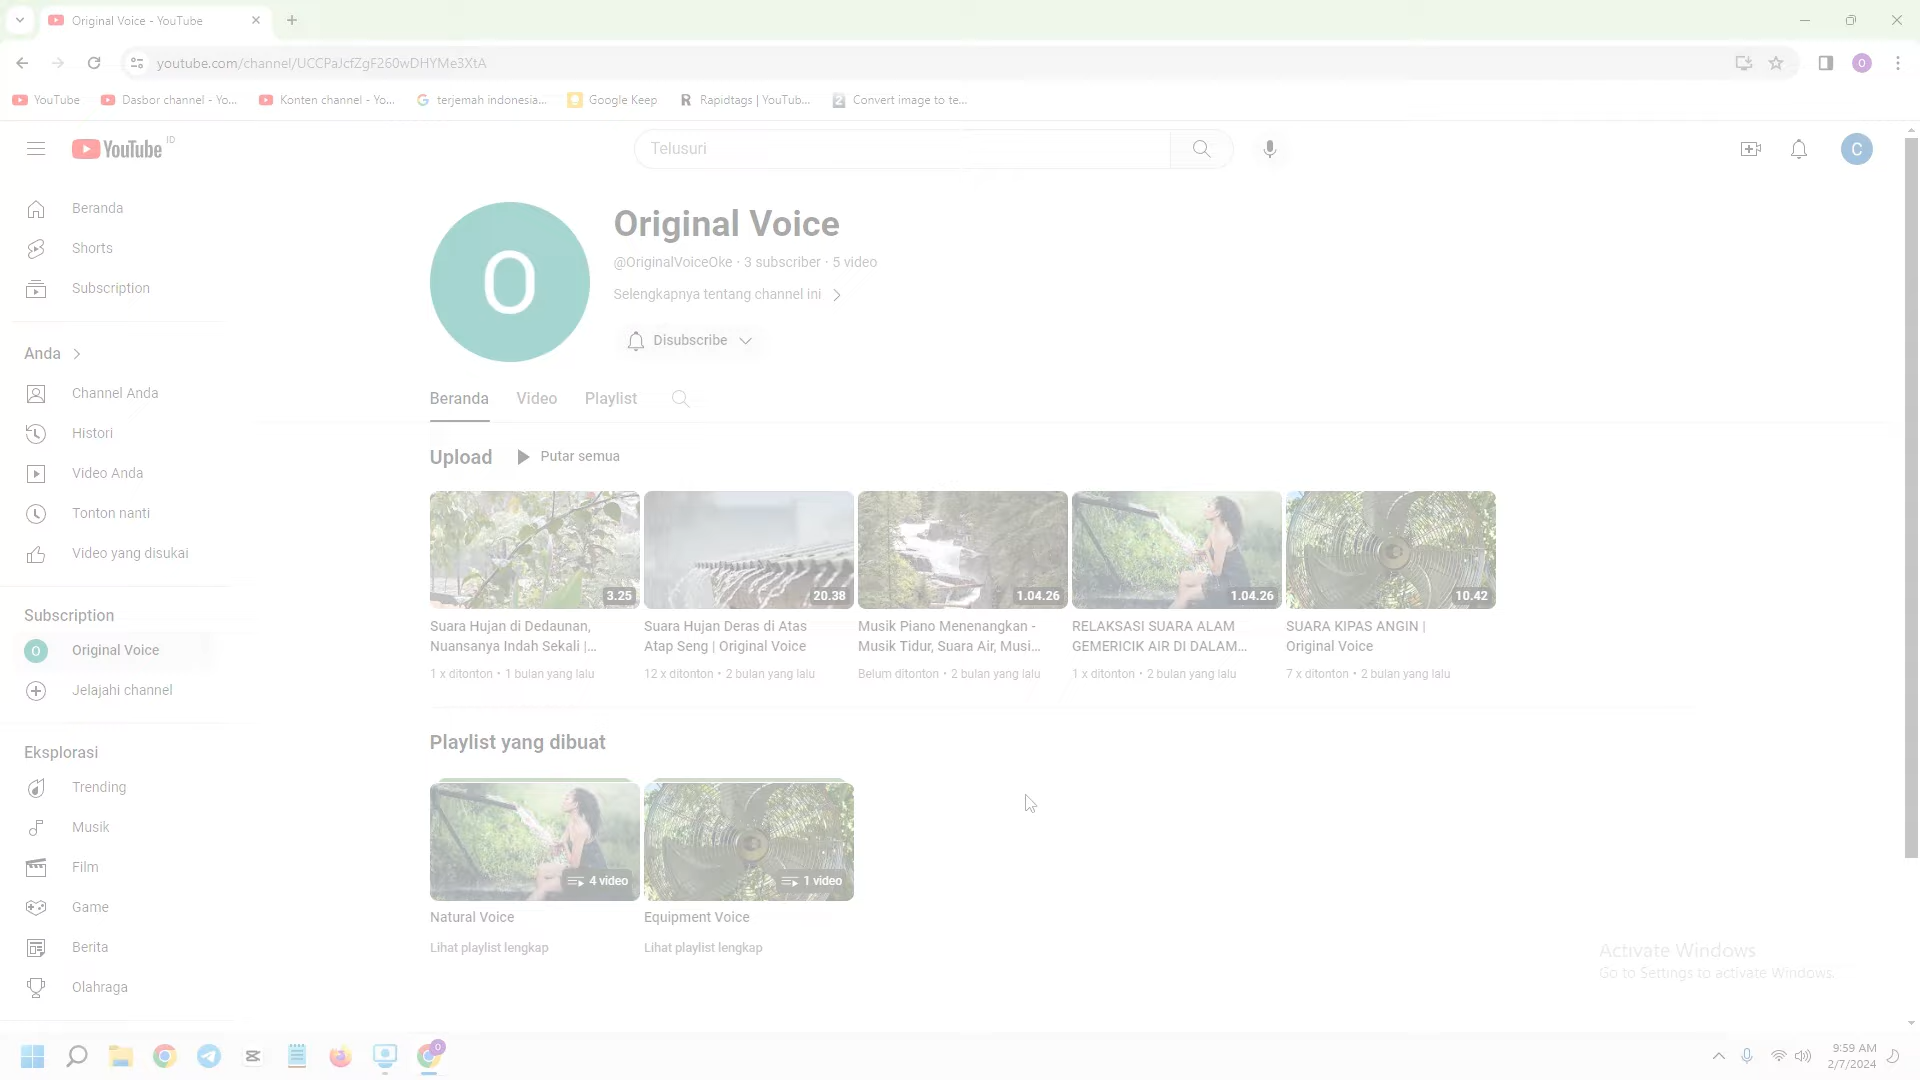 Original Voice - YouTube
youtube.com/channel/UCCPaJcfZgF260wDHYMe3XtA
O
YouTube
Dasbor channel - Yo...
Konten channel - Yo...
terjemah indonesia...
Google Keep
R Rapidtags | YouTub...
2 Convert image to te...
YouTube ID
Telusuri
C
Beranda
Shorts
Subscription
Anda
Channel Anda
Histori
Video Anda
Tonton nanti
Video yang disukai
Subscription
O Original Voice
Jelajahi channel
Eksplorasi
Trending
Musik
Film
Game
Berita
Olahraga
O
Original Voice
@OriginalVoiceOke · 3 subscriber · 5 video
Selengkapnya tentang channel ini
Disubscribe
Beranda Video Playlist
Upload Putar semua
3.25
Suara Hujan di Dedaunan,
Nuansanya Indah Sekali |...
1 x ditonton • 1 bulan yang lalu
20.38
Suara Hujan Deras di Atas
Atap Seng | Original Voice
12 x ditonton • 2 bulan yang lalu
1.04.26
Musik Piano Menenangkan -
Musik Tidur, Suara Air, Musi...
Belum ditonton • 2 bulan yang lalu
1.04.26
RELAKSASI SUARA ALAM
GEMERICIK AIR DI DALAM...
1 x ditonton • 2 bulan yang lalu
10.42
SUARA KIPAS ANGIN |
Original Voice
7 x ditonton • 2 bulan yang lalu
Playlist yang dibuat
4 video
Natural Voice
Lihat playlist lengkap
1 video
Equipment Voice
Lihat playlist lengkap
Activate Windows
Go to Settings to activate Windows.
O
9:59 AM
2/7/2024